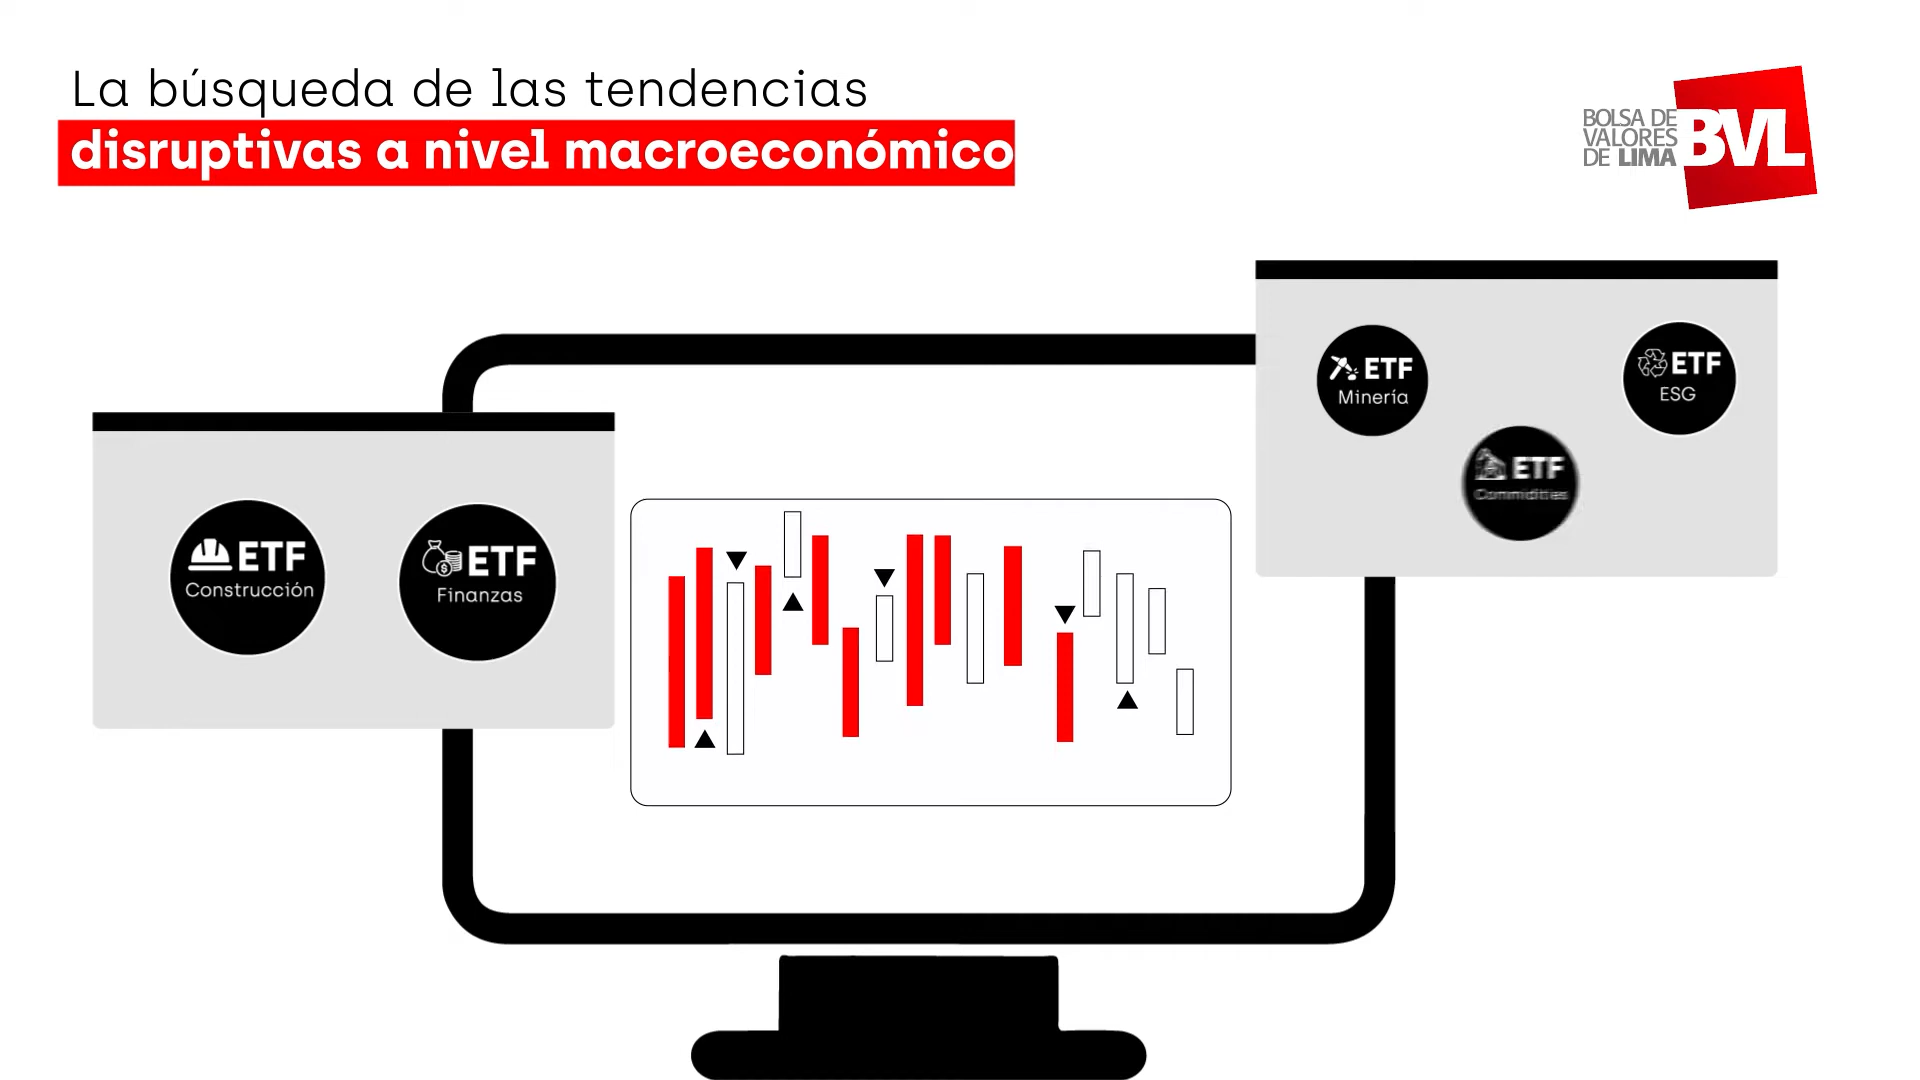 La búsqueda de las tendencias
disruptivas a nivel macroeconómico
BOLSA DE
VALORES
DE LIMA
BVL
ETF
Minería
ETF
ESG
ETF
Commidities
ETF
Construcción
ETF
Finanzas